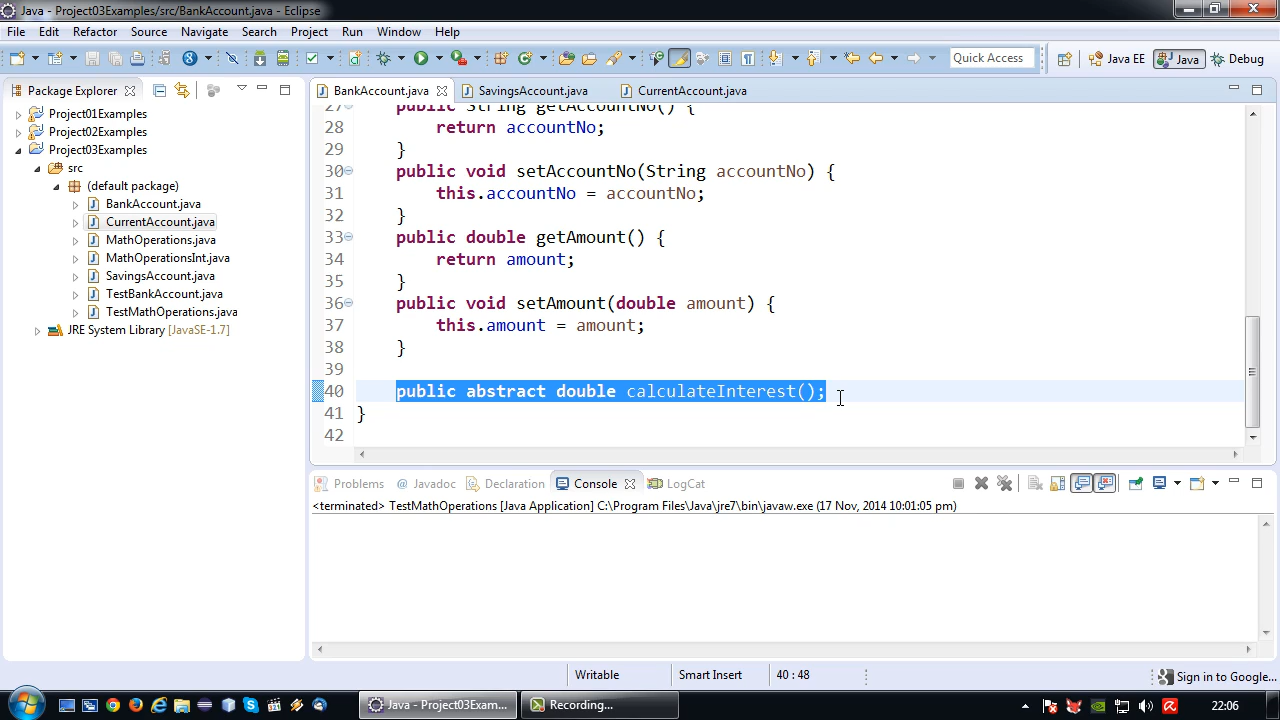 Java - Project03Examples/src/BankAccount.java - Eclipse
File Edit Refactor Source Navigate Search Project Run Window Help
Quick Access
Java EE
Java
Debug
Package Explorer
Project01Examples
Project02Examples
Project03Examples
src
(default package)
BankAccount.java
CurrentAccount.java
MathOperations.java
MathOperationsInt.java
SavingsAccount.java
TestBankAccount.java
TestMathOperations.java
JRE System Library [JavaSE-1.7]
BankAccount.java SavingsAccount.java CurrentAccount.java
27 public String getAccountNo() {
28 return accountNo;
29 }
30 public void setAccountNo(String accountNo) {
31 this.accountNo = accountNo;
32 }
33 public double getAmount() {
34 return amount;
35 }
36 public void setAmount(double amount) {
37 this.amount = amount;
38 }
39
40 public abstract double calculateInterest();
41 }
42
Problem @ Javadoc Declaration Console LogCat
<terminated> TestMathOperations [Java Application] C:\Program Files\Java\jre7\bin\javaw.exe (17 Nov, 2014 10:01:05 pm)
Writable Smart Insert 40 : 48 Sign in to Google...
Java - Project03Exam... Recording... 22:06